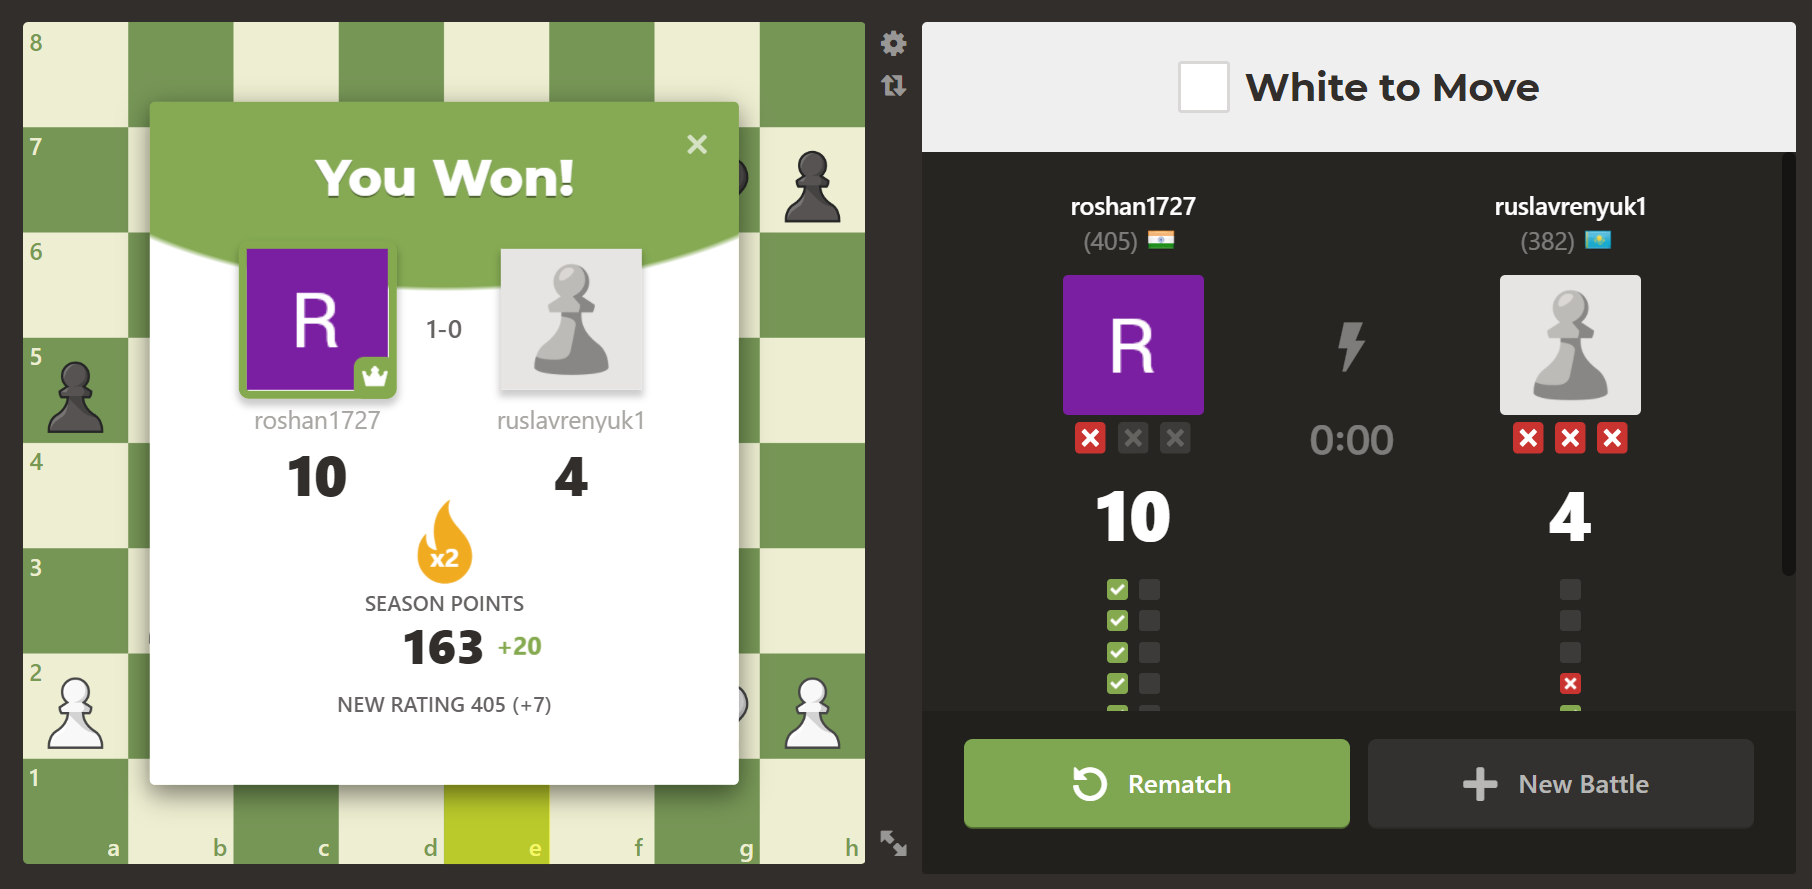 8
7
6
5
4
3
2
1
a b c d e f g h
You Won!
R
1-0
roshan1727
ruslavrenyuk1
10
4
x2
SEASON POINTS
163 +20
NEW RATING 405 (+7)
White to Move
roshan1727
(405)
ruslavrenyuk1
(382)
R
0:00
10
4
Rematch
New Battle